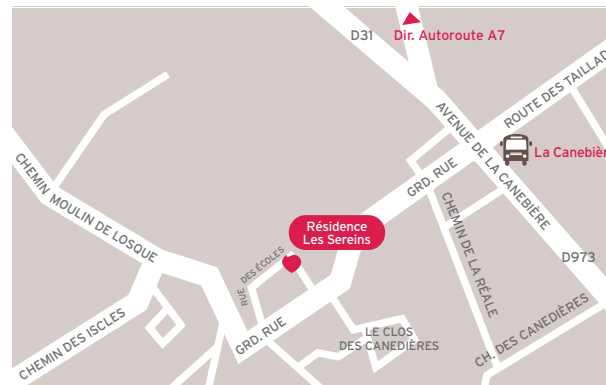 D31
Dir. Autoroute A7
ROUTE DES TAILLAD
AVENUE DE LA CANEBIÈRE
La Canebièr
CHEMIN MOULIN DE LOSQUE
GRD. RUE
CHEMIN DE LA RÉALE
Résidence
Les Sereins
RUE DES ÉCOLES
D973
CHEMIN DES ISCLES
GRD. RUE
LE CLOS
DES CANEDIÈRES
CH. DES CANEDIÈRES